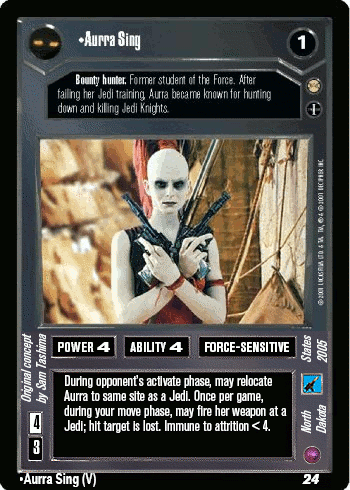 •Aurra Sing
1
Bounty hunter. Former student of the Force. After
failing her Jedi training, Aurra became known for hunting
down and killing Jedi Knights.
POWER 4
ABILITY 4
FORCE-SENSITIVE
Original concept
by Sam Tashima
States
2005
During opponent's activate phase, may relocate
Aurra to same site as a Jedi. Once per game,
during your move phase, may fire her weapon at a
Jedi; hit target is lost. Immune to attrition < 4.
4
3
North
Dakota
•Aurra Sing (V)
24